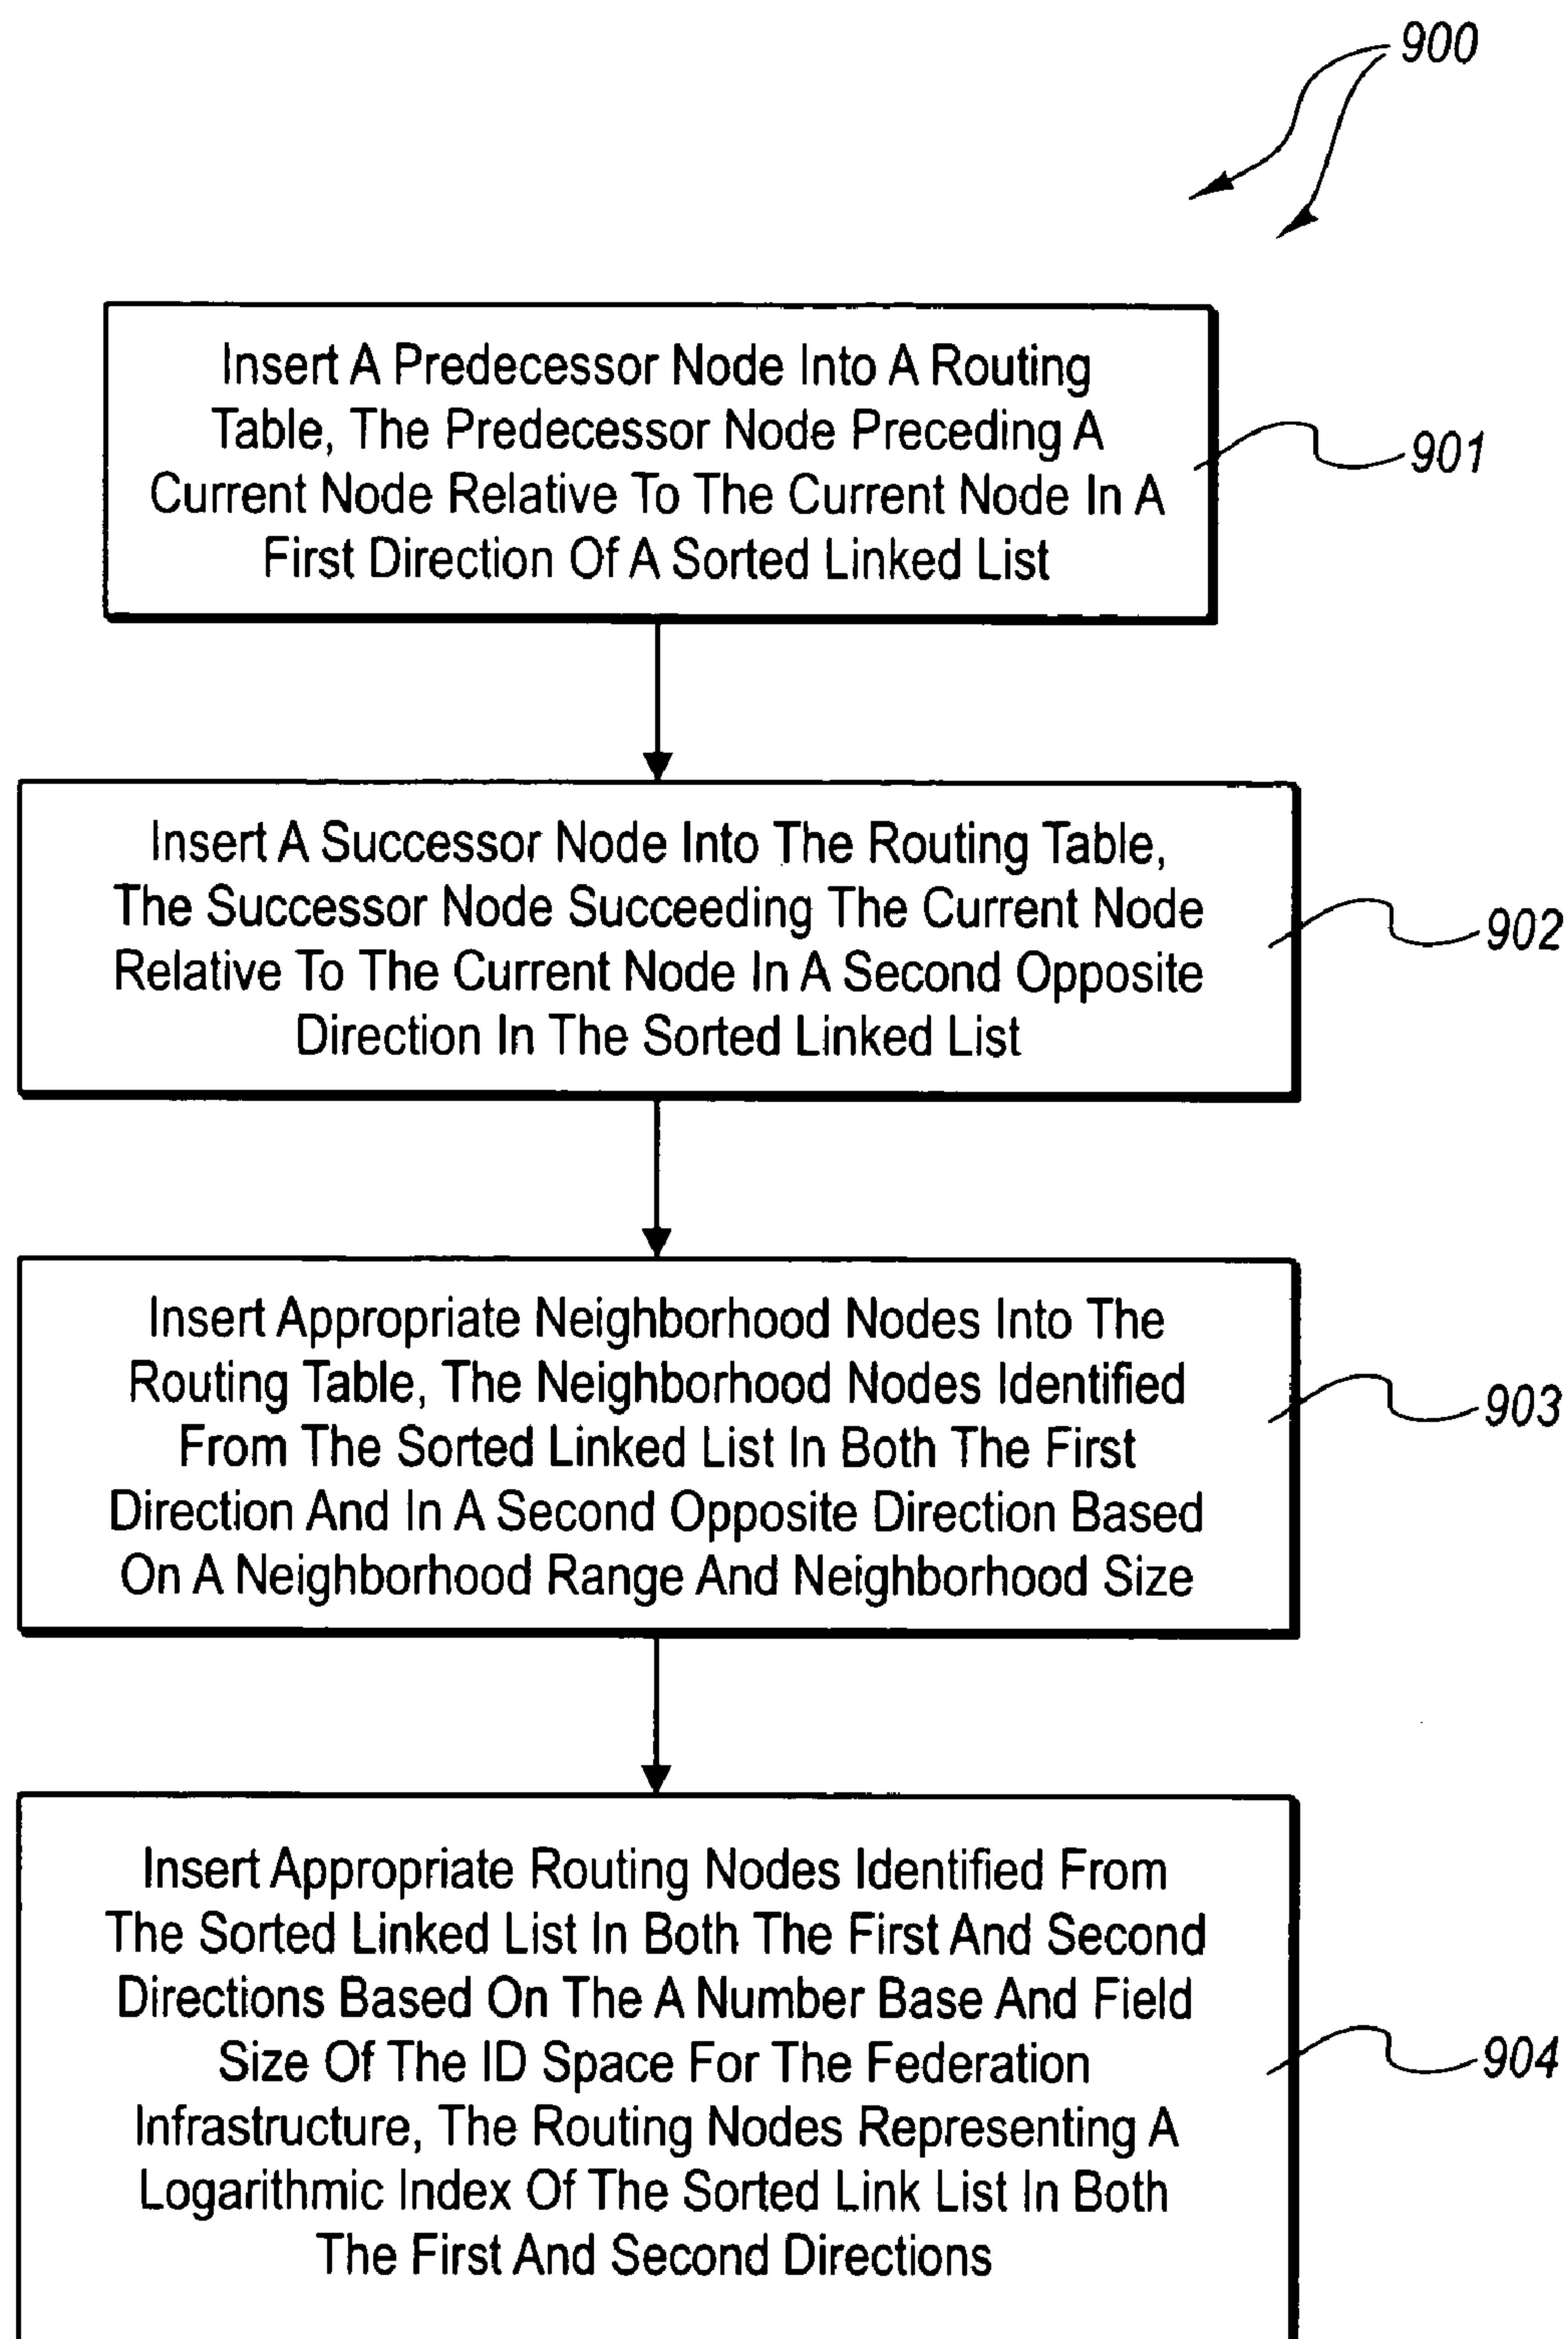 900
Insert A Predecessor Node Into A Routing
Table, The Predecessor Node Preceding A
Current Node Relative To The Current Node In A
First Direction Of A Sorted Linked List
901
Insert A Successor Node Into The Routing Table,
The Successor Node Succeeding The Current Node
Relative To The Current Node In A Second Opposite
Direction In The Sorted Linked List
902
Insert Appropriate Neighborhood Nodes Into The
Routing Table, The Neighborhood Nodes Identified
From The Sorted Linked List In Both The First
Direction And In A Second Opposite Direction Based
On A Neighborhood Range And Neighborhood Size
903
Insert Appropriate Routing Nodes Identified From
The Sorted Linked List In Both The First And Second
Directions Based On The A Number Base And Field
Size Of The ID Space For The Federation
Infrastructure, The Routing Nodes Representing A
Logarithmic Index Of The Sorted Link List In Both
The First And Second Directions
904